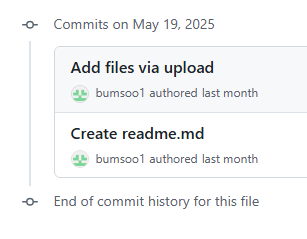 Commits on May 19, 2025
Add files via upload
bumsoo1 authored last month
Create readme.md
bumsoo1 authored last month
End of commit history for this file